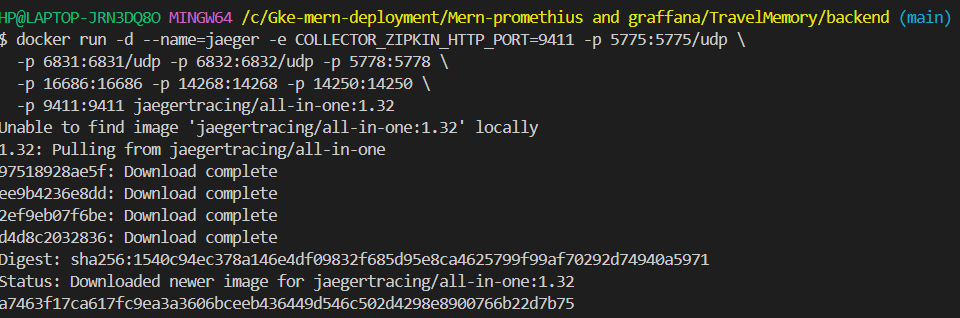 HP@LAPTOP-JRN3DQ8O MINGW64 /c/Gke-mern-deployment/Mern-promethius and graffana/TravelMemory/backend (main)
$ docker run -d --name=jaeger -e COLLECTOR_ZIPKIN_HTTP_PORT=9411 -p 5775:5775/udp \
  -p 6831:6831/udp -p 6832:6832/udp -p 5778:5778 \
  -p 16686:16686 -p 14268:14268 -p 14250:14250 \
  -p 9411:9411 jaegertracing/all-in-one:1.32
Unable to find image 'jaegertracing/all-in-one:1.32' locally
1.32: Pulling from jaegertracing/all-in-one
97518928ae5f: Download complete
ee9b4236e8dd: Download complete
2ef9eb07f6be: Download complete
d4d8c2032836: Download complete
Digest: sha256:1540c94ec378a146e4df09832f685d95e8ca4625799f99af70292d74940a5971
Status: Downloaded newer image for jaegertracing/all-in-one:1.32
a7463f17ca617fc9ea3a3606bceeb436449d546c502d4298e8900766b22d7b75